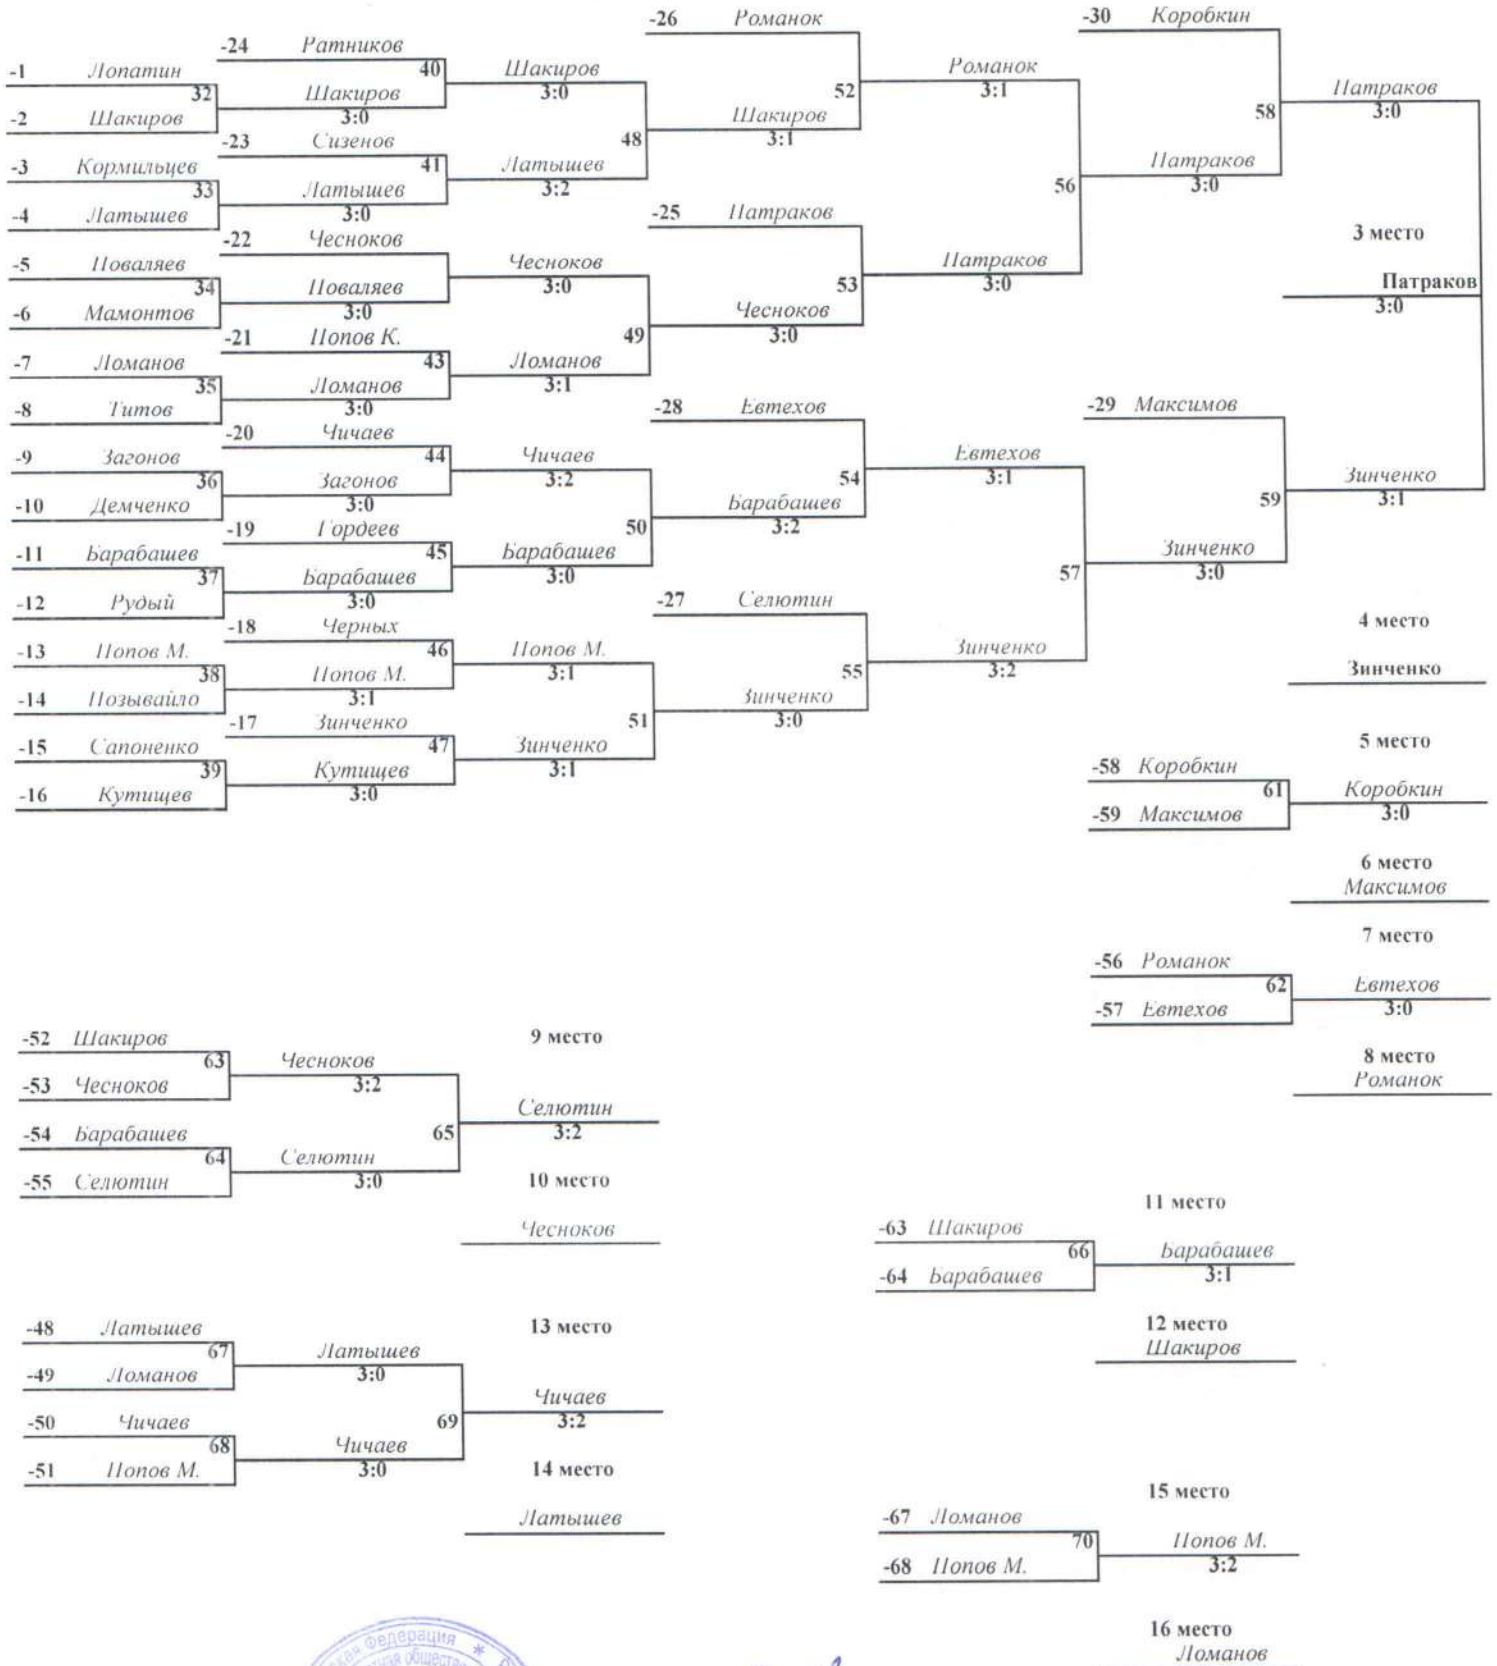 -26 Романок
-30 Коробкин
-24 Ратников
-1 Лопатин
40
Шакиров
3:0
Романок
3:1
Патраков
3:0
32
Шакиров
3:0
52
58
-2 Шакиров
Шакиров
3:1
-23 Сизенов
48
-3 Кормильцев
41
Латышев
3:2
Патраков
3:0
33
Латышев
3:0
56
-4 Латышев
-25 Патраков
3 место
-22 Чесноков
-5 Поваляев
Чесноков
3:0
Патраков
3:0
Патраков
3:0
34
Поваляев
3:0
53
-6 Мамонтов
Чесноков
3:0
-21 Попов К.
49
-7 Ломанов
43
Ломанов
3:1
35
Ломанов
3:0
-8 Титов
-28 Евтехов
-29 Максимов
-20 Чичаев
-9 Загонов
44
Чичаев
3:2
Евтехов
3:1
Зинченко
3:1
36
Загонов
3:0
54
59
-10 Демченко
Барабашев
3:2
-19 Гордеев
50
-11 Барабашев
45
Барабашев
3:0
Зинченко
3:0
37
Барабашев
3:0
57
-12 Рудый
-27 Селютин
-18 Черных
4 место
-13 Попов М.
46
Попов М.
3:1
Зинченко
3:2
Зинченко
38
Попов М.
3:1
55
-14 Позывайло
Зинченко
3:0
-17 Зинченко
51
-15 Сапоненко
47
Зинченко
3:1
5 место
39
Кутищев
3:0
-58 Коробкин
-16 Кутищев
61
Коробкин
3:0
-59 Максимов
6 место
Максимов
7 место
-56 Романок
62
Евтехов
3:0
-57 Евтехов
8 место
Романок
-52 Шакиров
9 место
63
Чесноков
3:2
-53 Чесноков
Селютин
3:2
-54 Барабашев
65
64
Селютин
3:0
-55 Селютин
10 место
Чесноков
11 место
-63 Шакиров
66
Барабашев
3:1
-64 Барабашев
12 место
Шакиров
-48 Латышев
13 место
67
Латышев
3:0
-49 Ломанов
Чичаев
3:2
-50 Чичаев
69
68
Чичаев
3:0
-51 Попов М.
14 место
Латышев
15 место
-67 Ломанов
70
Попов М.
3:2
-68 Попов М.
16 место
Ломанов
Федерация *